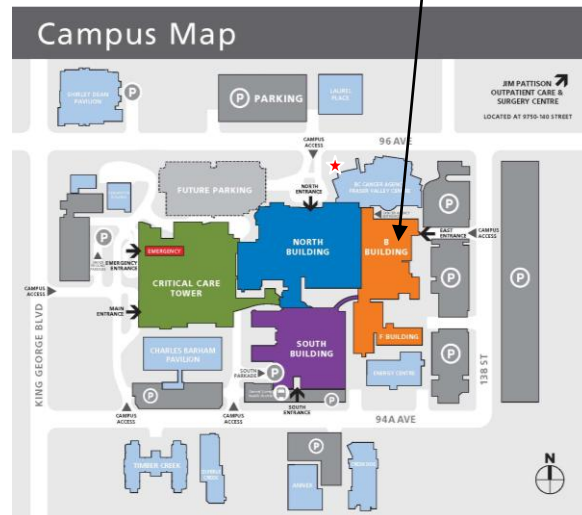 Campus Map
SHIRLEY DEAN
PAVILION
P
P PARKING
LAUREL
PLACE
JIM PATTISON
OUTPATIENT CARE &
SURGERY CENTRE
LOCATED AT 9750-140 STREET
CAMPUS
ACCESS
96 AVE
FUTURE PARKING
NORTH
ENTRANCE
BC CANCER AGENCY
FRASER VALLEY CENTRE
P
P
EMERGENCY
EMERGENCY
ENTRANCE
NORTH
BUILDING
B
BUILDING
EAST
ENTRANCE
CAMPUS
ACCESS
CRITICAL CARE
TOWER
P
P
CAMPUS
ACCESS
MAIN
ENTRANCE
KING GEORGE BLVD
SOUTH
BUILDING
F BUILDING
CHARLES BARHAM
PAVILION
SOUTH
PARKADE
P
P
ENERGY CENTRE
P
138 ST
P
SOUTH
ENTRANCE
CAMPUS
ACCESS
CAMPUS
ACCESS
94A AVE
TIMBER CREEK
P
N